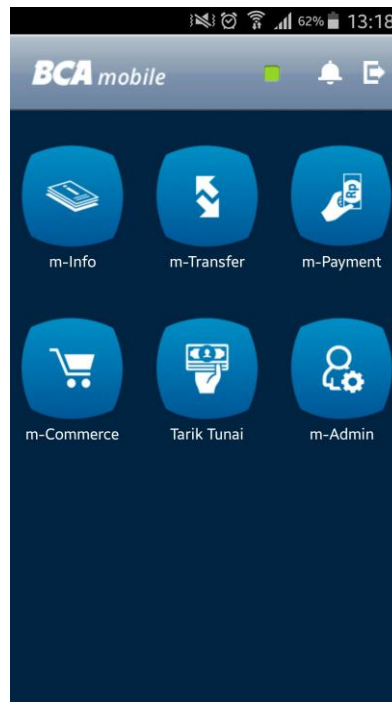 62% 13:18
BCA mobile
Rp
m-Info m-Transfer m-Payment
m-Commerce Tarik Tunai m-Admin